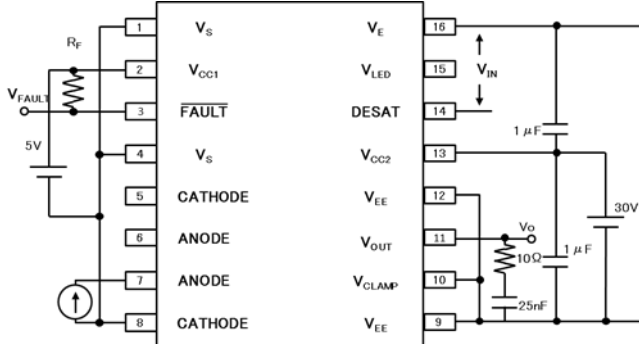 1 V_S V_E 16
R_F
2 V_CC1 V_LED 15 V_IN
V_FAULT
3 FAULT DESAT 14
1 μF
5V
4 V_S V_CC2 13
5 CATHODE V_EE 12
30V
6 ANODE V_OUT 11 Vo
10Ω 1 μF
7 ANODE V_CLAMP 10
25nF
8 CATHODE V_EE 9